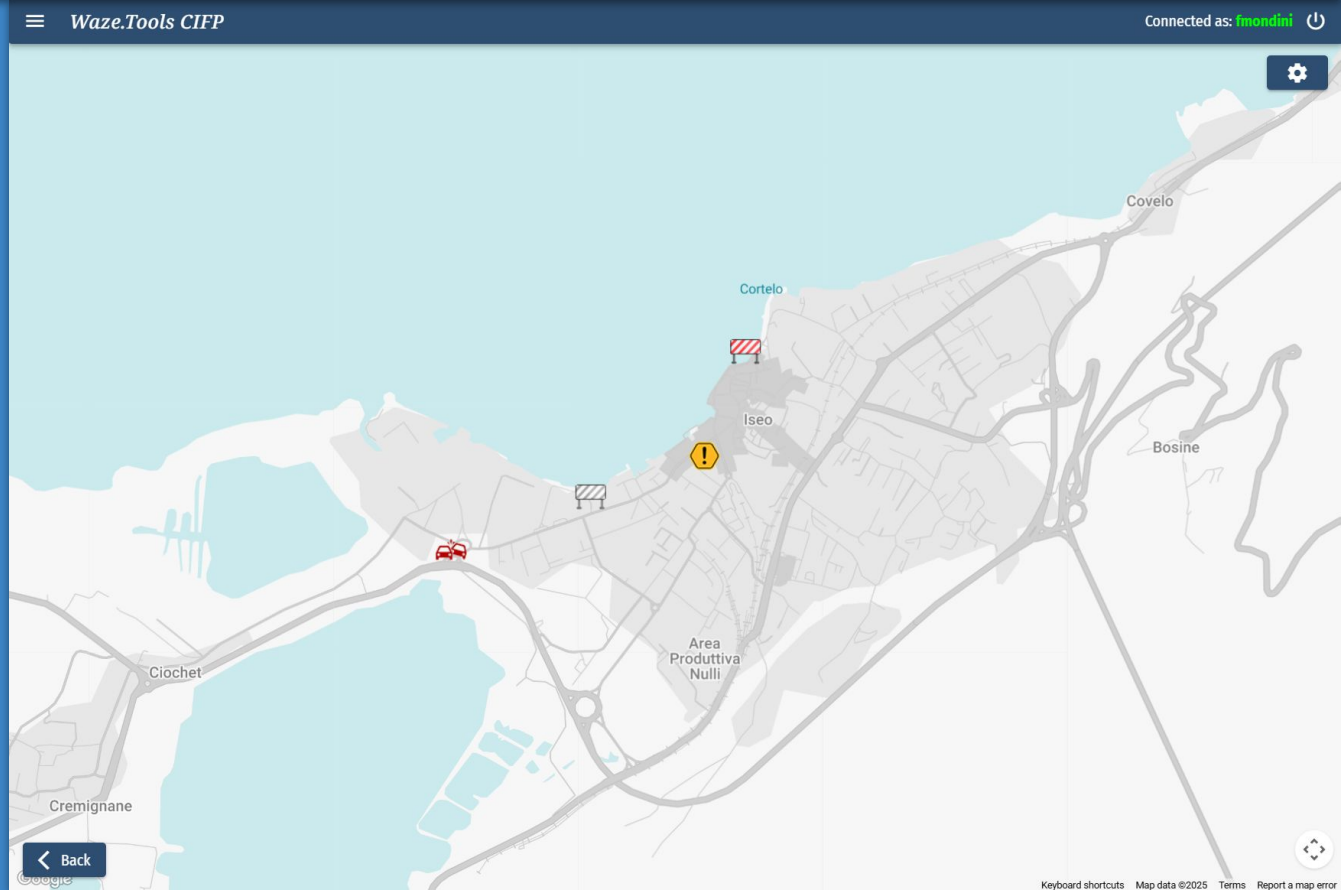 Waze.Tools CIFP
Connected as: fmondini
Covelo
Cortelo
Iseo
!
Bosine
Area
Produttiva
Nulli
Ciochet
Cremignane
Back
Google
Keyboard shortcuts Map data ©2025 Terms Report a map error